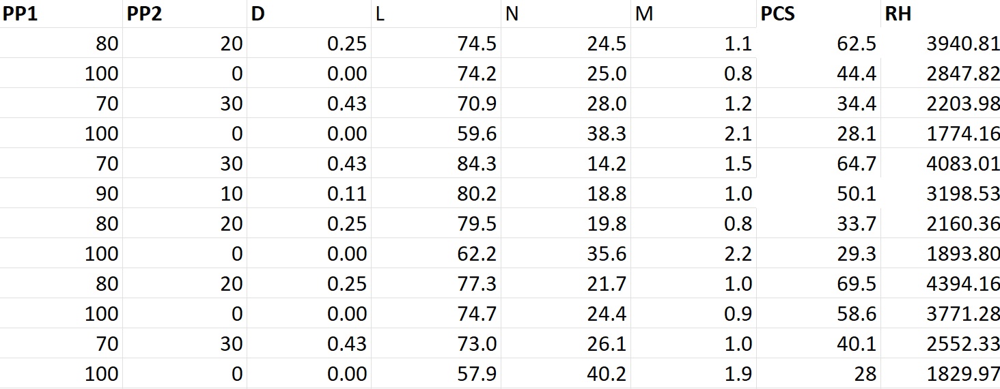 PP1 PP2 D L N M PCS RH
80 20 0.25 74.5 24.5 1.1 62.5 3940.81
100 0 0.00 74.2 25.0 0.8 44.4 2847.82
70 30 0.43 70.9 28.0 1.2 34.4 2203.98
100 0 0.00 59.6 38.3 2.1 28.1 1774.16
70 30 0.43 84.3 14.2 1.5 64.7 4083.01
90 10 0.11 80.2 18.8 1.0 50.1 3198.53
80 20 0.25 79.5 19.8 0.8 33.7 2160.36
100 0 0.00 62.2 35.6 2.2 29.3 1893.80
80 20 0.25 77.3 21.7 1.0 69.5 4394.16
100 0 0.00 74.7 24.4 0.9 58.6 3771.28
70 30 0.43 73.0 26.1 1.0 40.1 2552.33
100 0 0.00 57.9 40.2 1.9 28 1829.97